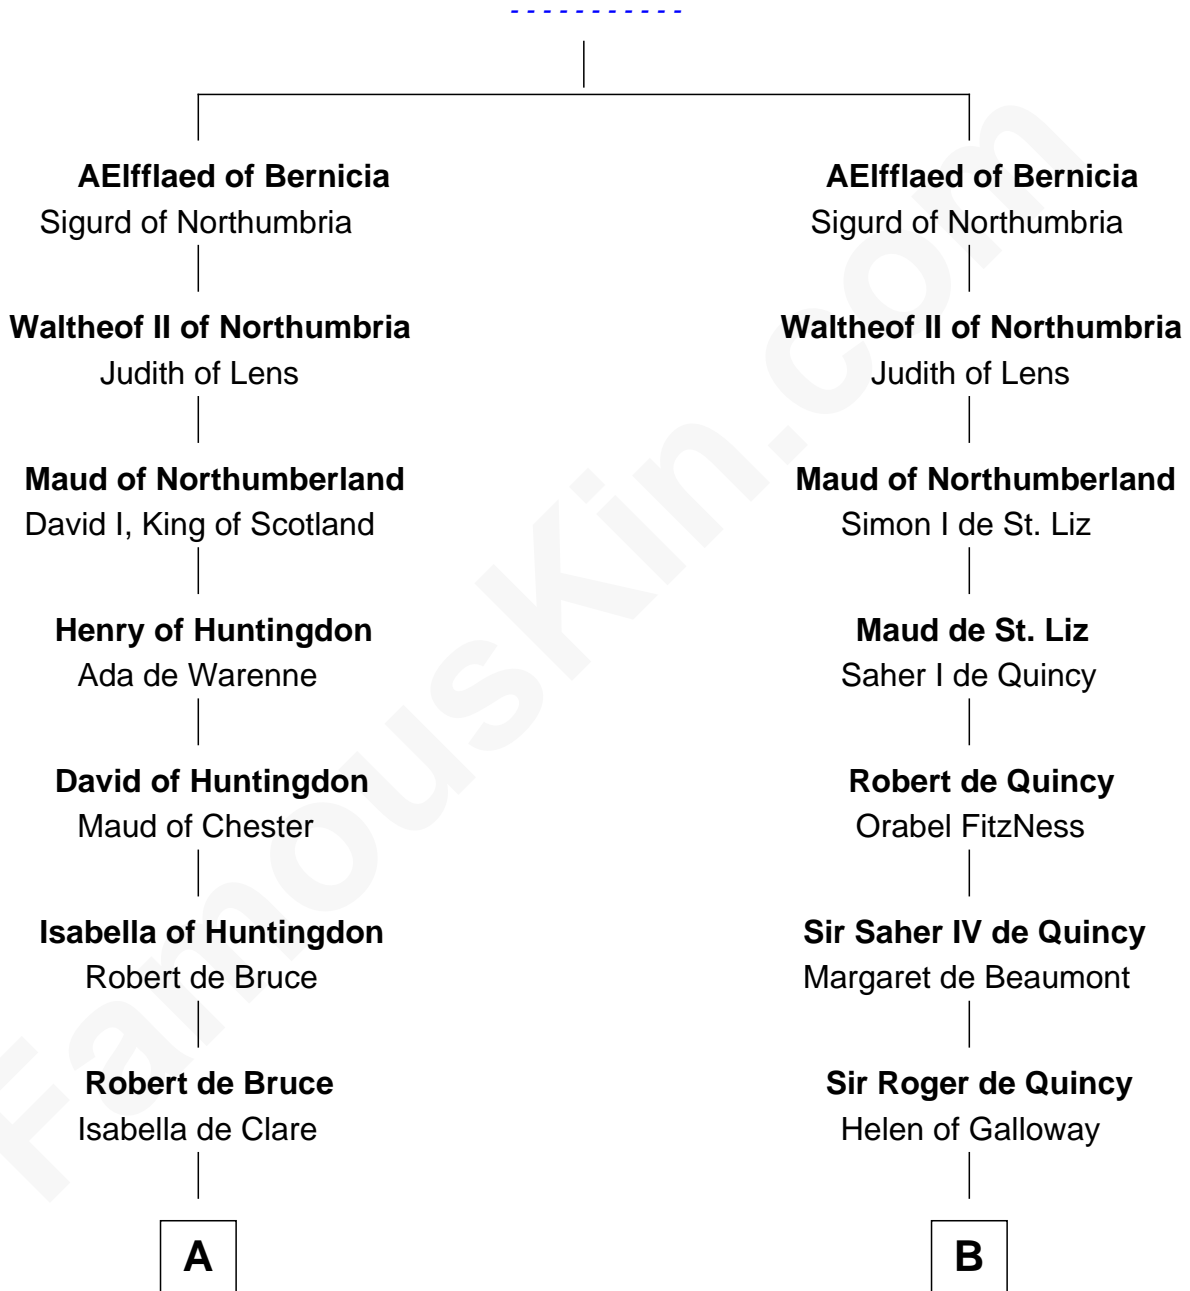 - - - - - - - - - - -
AElfflaed of Bernicia
Sigurd of Northumbria
Waltheof II of Northumbria
Judith of Lens
Maud of Northumberland
David I, King of Scotland
Henry of Huntingdon
Ada de Warenne
David of Huntingdon
Maud of Chester
Isabella of Huntingdon
Robert de Bruce
Robert de Bruce
Isabella de Clare
A
AElfflaed of Bernicia
Sigurd of Northumbria
Waltheof II of Northumbria
Judith of Lens
Maud of Northumberland
Simon I de St. Liz
Maud de St. Liz
Saher I de Quincy
Robert de Quincy
Orabel FitzNess
Sir Saher IV de Quincy
Margaret de Beaumont
Sir Roger de Quincy
Helen of Galloway
B
FamousKin.com